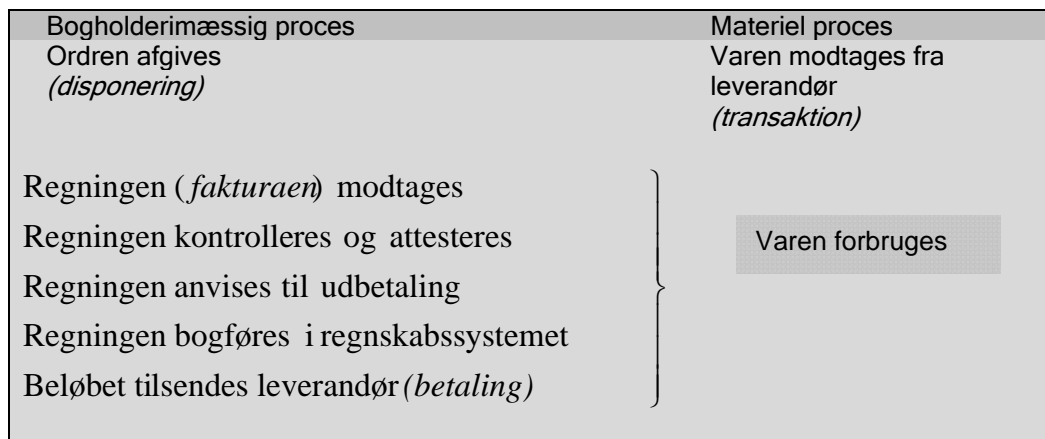 Bogholderimæssig proces
Materiel proces
Ordren afgives
(disponering)
Varen modtages fra
leverandør
(transaktion)
Regningen (fakturaen) modtages
Regningen kontrolleres og attesteres
Regningen anvises til udbetaling
Regningen bogføres i regnskabssystemet
Beløbet tilsendes leverandør (betaling)
Varen forbruges